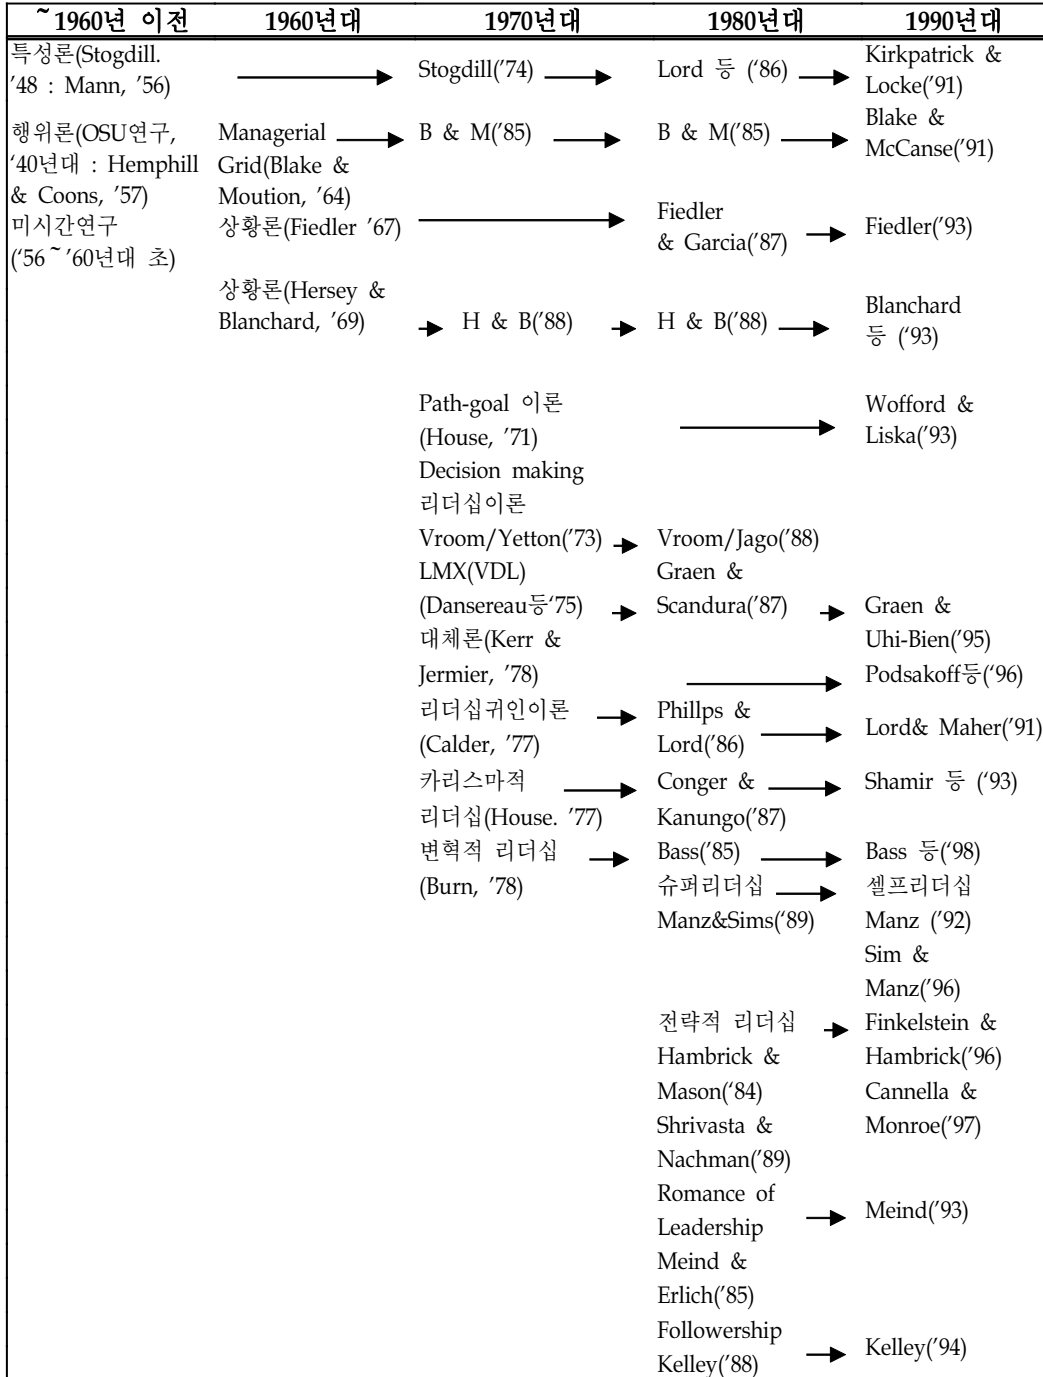 ~1960년 이전 1960년대 1970년대 1980년대 1990년대
특성론(Stogdill.
'48 : Mann, '56)
Stogdill('74)
Lord 등 ('86)
Kirkpatrick &
Locke('91)
행위론(OSU연구,
'40년대 : Hemphill
& Coons, '57)
미시간연구
('56~'60년대 초)
Managerial
Grid(Blake &
Moution, '64)
B & M('85)
B & M('85)
Blake &
McCanse('91)
상황론(Fiedler '67)
Fiedler
& Garcia('87)
Fiedler('93)
상황론(Hersey &
Blanchard, '69)
H & B('88)
H & B('88)
Blanchard
등 ('93)
Path-goal 이론
(House, '71)
Wofford &
Liska('93)
Decision making
리더십이론
Vroom/Yetton('73)
Vroom/Jago('88)
LMX(VDL)
(Dansereau등'75)
Graen &
Scandura('87)
Graen &
Uhi-Bien('95)
대체론(Kerr &
Jermier, '78)
Podsakoff등('96)
리더십귀인이론
(Calder, '77)
Phillps &
Lord('86)
Lord& Maher('91)
카리스마적
리더십(House. '77)
Conger &
Kanungo('87)
Shamir 등 ('93)
변혁적 리더십
(Burn, '78)
Bass('85)
Bass 등('98)
슈퍼리더십
Manz&Sims('89)
셀프리더십
Manz ('92)
Sim &
Manz('96)
전략적 리더십
Hambrick &
Mason('84)
Shrivasta &
Nachman('89)
Finkelstein &
Hambrick('96)
Cannella &
Monroe('97)
Romance of
Leadership
Meind &
Erlich('85)
Meind('93)
Followership
Kelley('88)
Kelley('94)